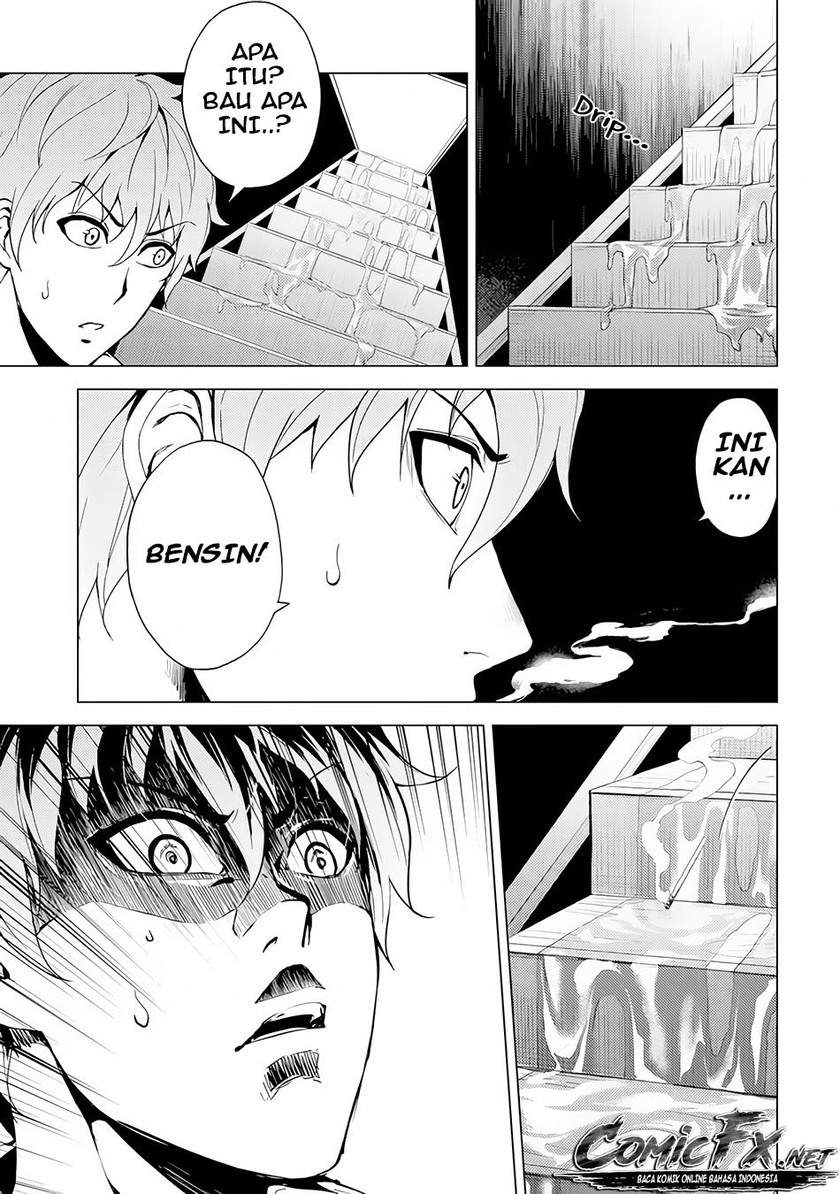 Drip...
APA
ITU?
BAU APA
INI..?
INI
KAN
...
BENSIN!
COMICFX.NET
BACA KOMIK ONLINE BAHASA INDONESIA